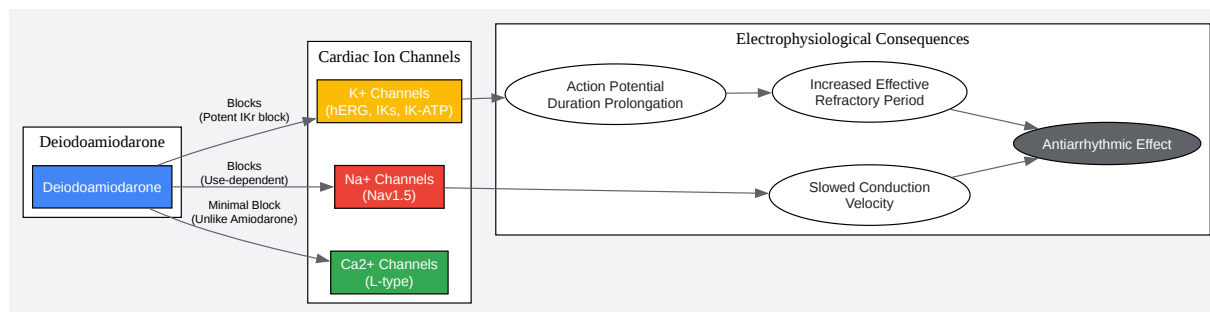 Deiodoamiodarone
Deiodoamiodarone
Blocks
(Potent IKr block)
Blocks
(Use-dependent)
Minimal Block
(Unlike Amiodarone)
Cardiac Ion Channels
K+ Channels
(hERG, IKs, IK-ATP)
Na+ Channels
(Nav1.5)
Ca2+ Channels
(L-type)
Electrophysiological Consequences
Action Potential
Duration Prolongation
Increased Effective
Refractory Period
Slowed Conduction
Velocity
Antiarrhythmic Effect